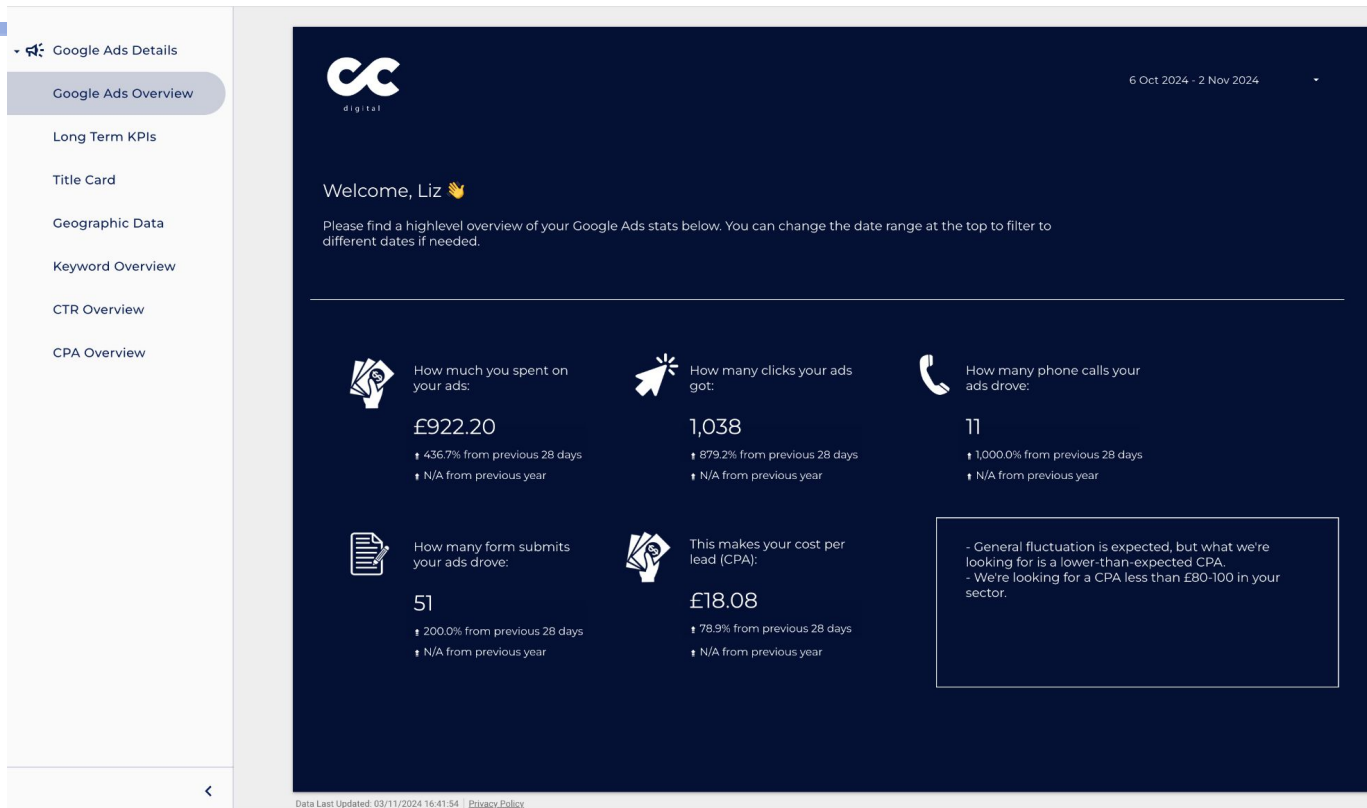 Google Ads Details
Google Ads Overview
Long Term KPIs
Title Card
Geographic Data
Keyword Overview
CTR Overview
CPA Overview
CC
digital
6 Oct 2024 - 2 Nov 2024
Welcome, Liz 👋
Please find a highlevel overview of your Google Ads stats below. You can change the date range at the top to filter to
different dates if needed.
How much you spent on
your ads:
£922.20
436.7% from previous 28 days
N/A from previous year
How many clicks your ads
got:
1,038
879.2% from previous 28 days
N/A from previous year
How many phone calls your
ads drove:
11
1,000.0% from previous 28 days
N/A from previous year
How many form submits
your ads drove:
51
200.0% from previous 28 days
N/A from previous year
This makes your cost per
lead (CPA):
£18.08
78.9% from previous 28 days
N/A from previous year
- General fluctuation is expected, but what we're
looking for is a lower-than-expected CPA.
- We're looking for a CPA less than £80-100 in your
sector.
Data Last Updated: 03/11/2024 16:41:54 | Privacy Policy